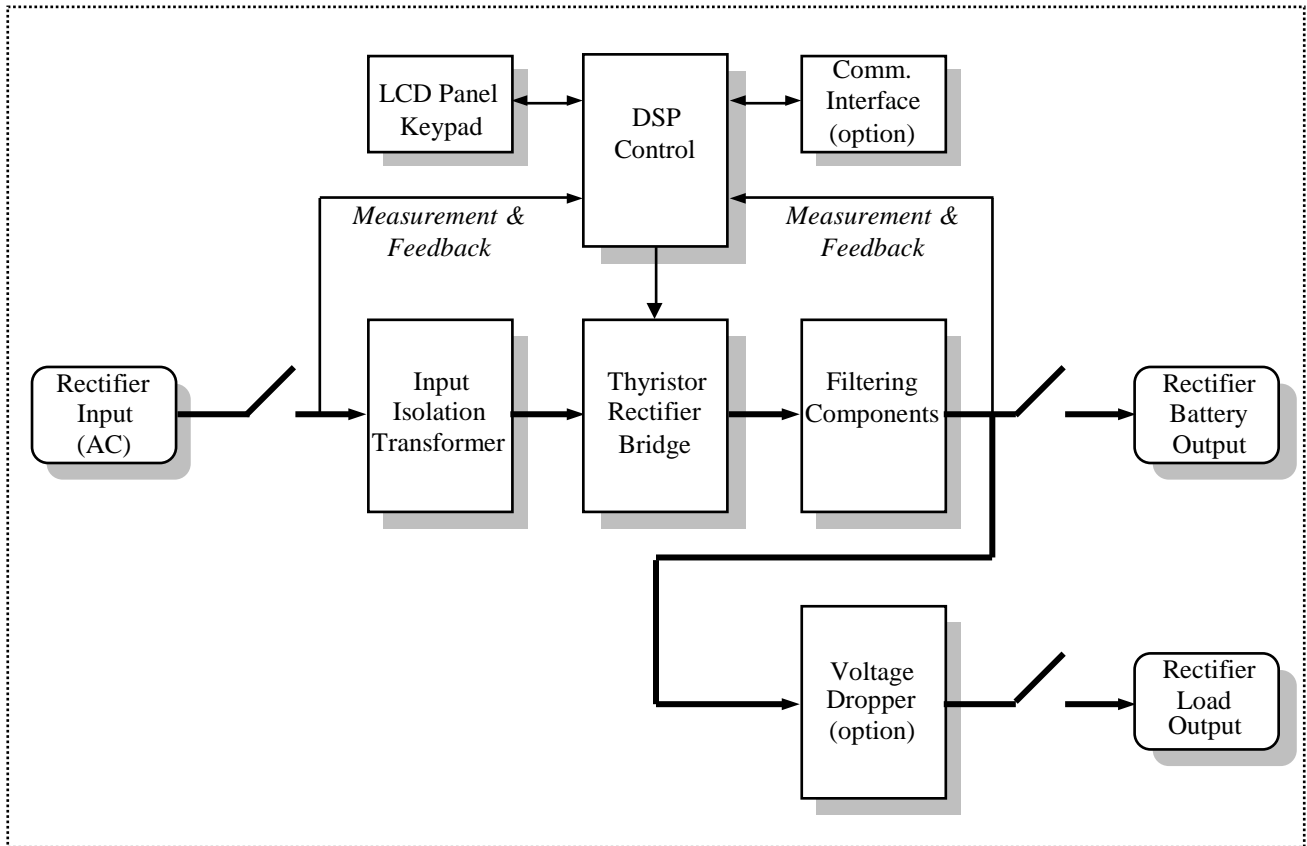 LCD Panel
Keypad
DSP
Control
Comm.
Interface
(option)
Measurement &
Feedback
Measurement &
Feedback
Rectifier
Input
(AC)
Input
Isolation
Transformer
Thyristor
Rectifier
Bridge
Filtering
Components
Rectifier
Battery
Output
Voltage
Dropper
(option)
Rectifier
Load
Output